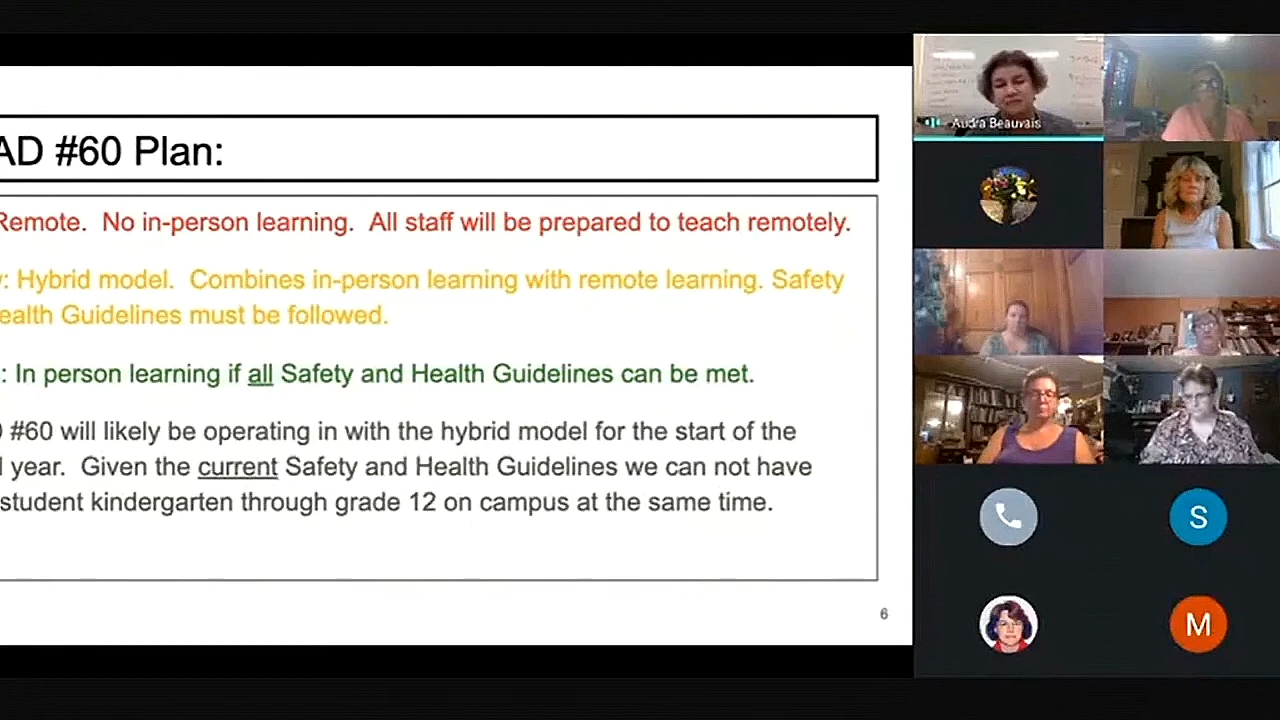 AD #60 Plan:
Remote. No in-person learning. All staff will be prepared to teach remotely.
: Hybrid model. Combines in-person learning with remote learning. Safety
ealth Guidelines must be followed.
: In person learning if all Safety and Health Guidelines can be met.
#60 will likely be operating in with the hybrid model for the start of the
year. Given the current Safety and Health Guidelines we can not have
student kindergarten through grade 12 on campus at the same time.
6
Audra Beauvais
S
M